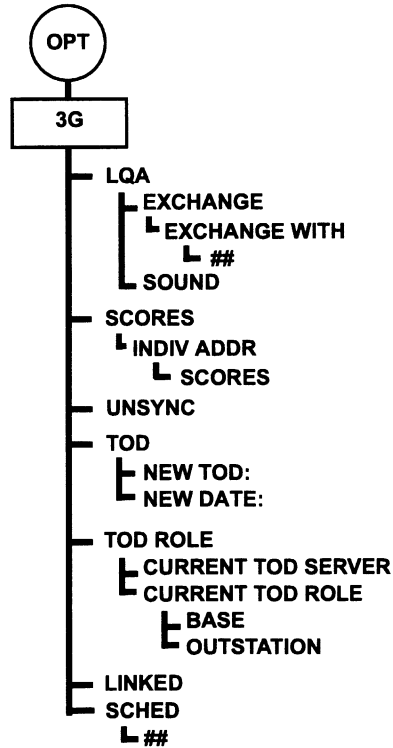 OPT
3G
LQA
EXCHANGE
EXCHANGE WITH
##
SOUND
SCORES
INDIV ADDR
SCORES
UNSYNC
TOD
NEW TOD:
NEW DATE:
TOD ROLE
CURRENT TOD SERVER
CURRENT TOD ROLE
BASE
OUTSTATION
LINKED
SCHED
##